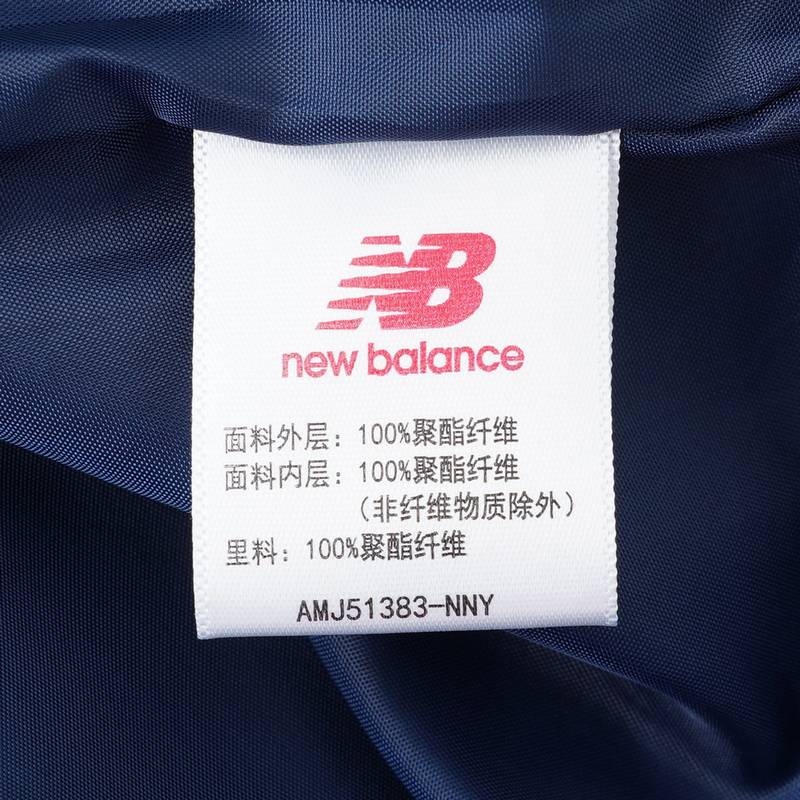 NB
new balance
面料外层：100%聚酯纤维
面料内层：100%聚酯纤维
（非纤维物质除外）
里料：100%聚酯纤维
AMJ51383-NNY